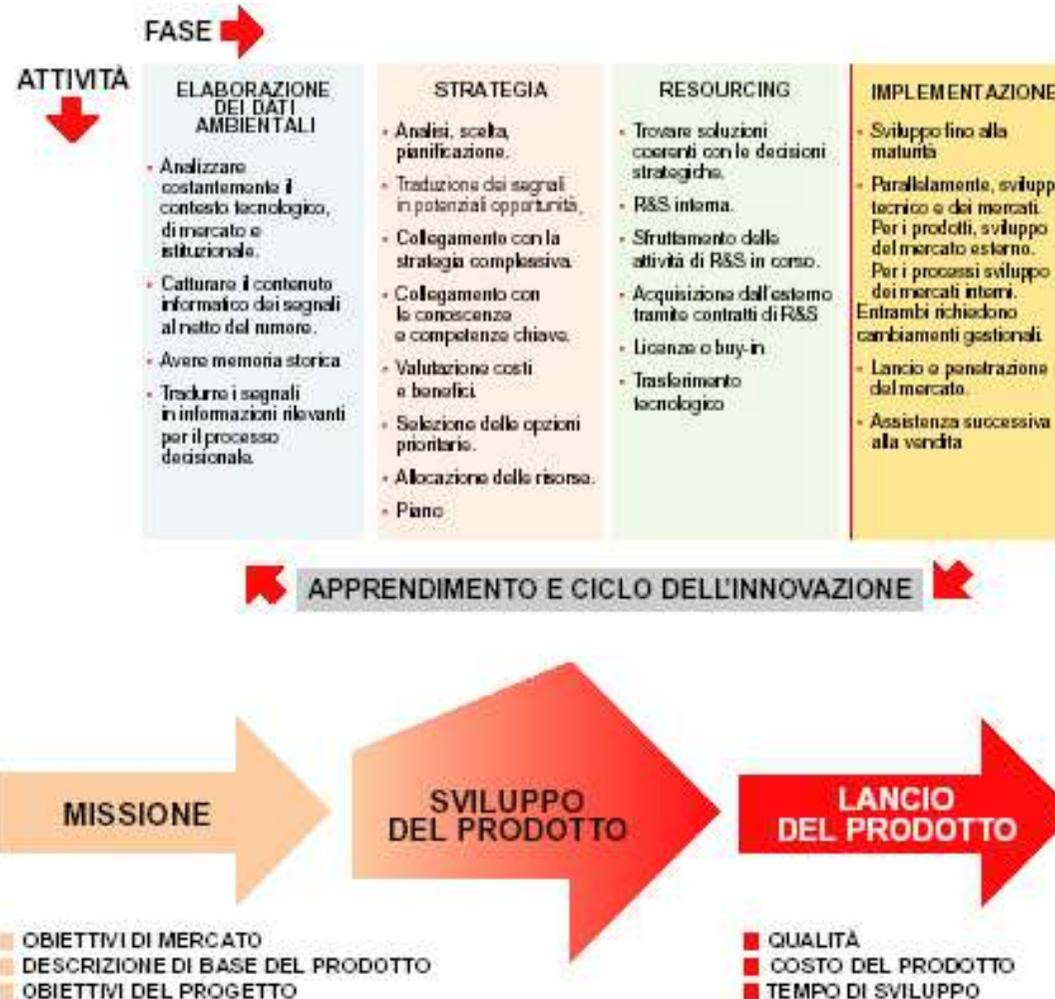 FASE
ATTIVITÀ
ELABORAZIONE
DEI DATI
AMBIENTALI
• Analizzare
costantemente il
contesto tecnologico,
di mercato e
istituzionale.
• Catturare il contenuto
informatico dei segnali
al netto del rumore.
• Avere memoria storica
• Tradurre i segnali
in informazioni rilevanti
per il processo
decisionale.
STRATEGIA
• Analisi, scelta,
pianificazione.
• Traduzione dei segnali
in potenziali opportunità,
• Collegamento con la
strategia complessiva.
• Collegamento con
le conoscenze
e competenze chiave.
• Valutazione costi
e benefici.
• Selezione delle opzioni
prioritarie.
• Allocazione delle risorse.
• Piano
RESOURCING
• Trovare soluzioni
coerenti con le decisioni
strategiche.
• R&S interna.
• Sfruttamento delle
attività di R&S in corso.
• Acquisizione dall'esterno
tramite contratti di R&S
• Licenze o buy-in
• Trasferimento
tecnologico
IMPLEMENTAZIONE
• Sviluppo fino alla
maturità
• Parallelamente, svilupp
tecnico e dei mercati.
Per i prodotti, sviluppo
del mercato esterno.
Per i processi sviluppo
dei mercati interni.
Entrambi richiedono
cambiamenti gestionali.
• Lancio e penetrazione
del mercato.
• Assistenza successiva
alla vendita
APPRENDIMENTO E CICLO DELL'INNOVAZIONE
MISSIONE
SVILUPPO
DEL PRODOTTO
LANCIO
DEL PRODOTTO
OBIETTIVI DI MERCATO
DESCRIZIONE DI BASE DEL PRODOTTO
OBIETTIVI DEL PROGETTO
QUALITÀ
COSTO DEL PRODOTTO
TEMPO DI SVILUPPO